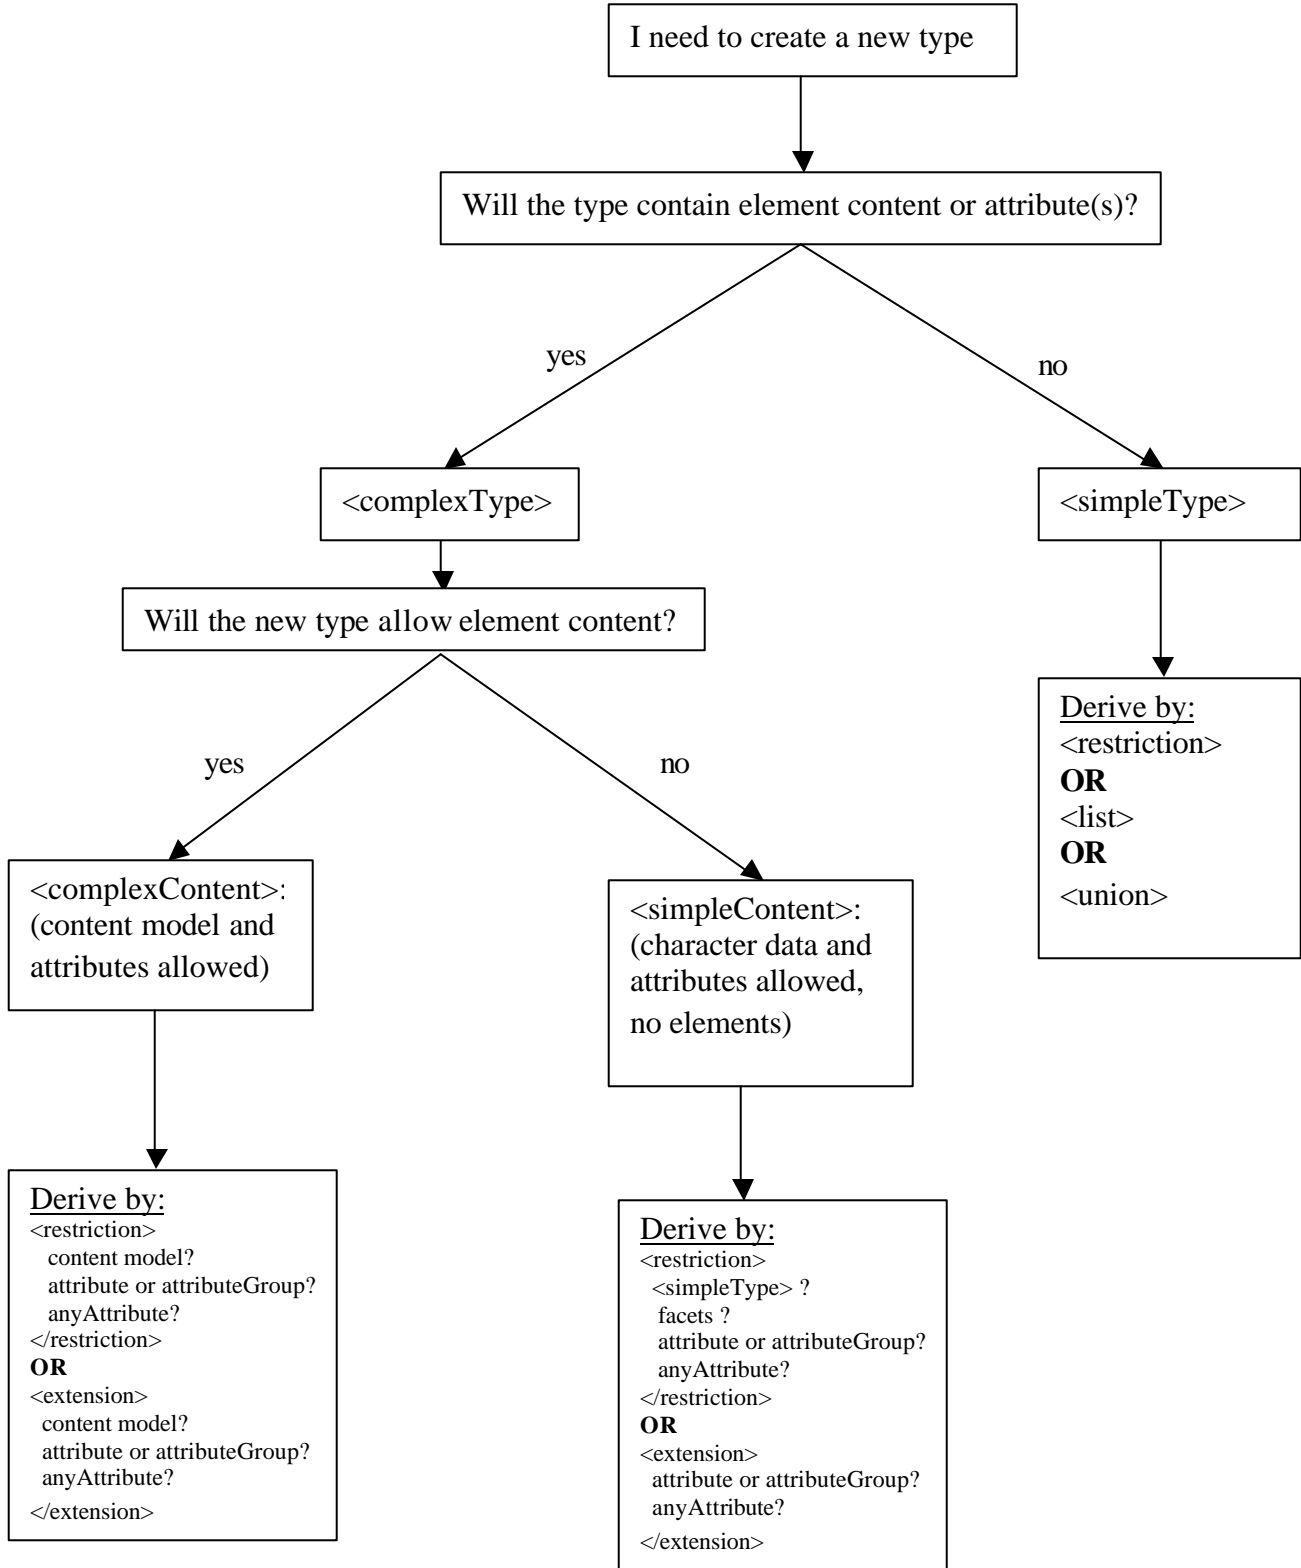 I need to create a new type
Will the type contain element content or attribute(s)?
yes
no
<complexType>
<simpleType>
Will the new type allow element content?
yes
no
Derive by:
<restriction>
OR
<list>
OR
<union>
<complexContent>:
(content model and
attributes allowed)
<simpleContent>:
(character data and
attributes allowed,
no elements)
Derive by:
<restriction>
content model?
attribute or attributeGroup?
anyAttribute?
</restriction>
OR
<extension>
content model?
attribute or attributeGroup?
anyAttribute?
</extension>
Derive by:
<restriction>
<simpleType> ?
facets ?
attribute or attributeGroup?
anyAttribute?
</restriction>
OR
<extension>
attribute or attributeGroup?
anyAttribute?
</extension>